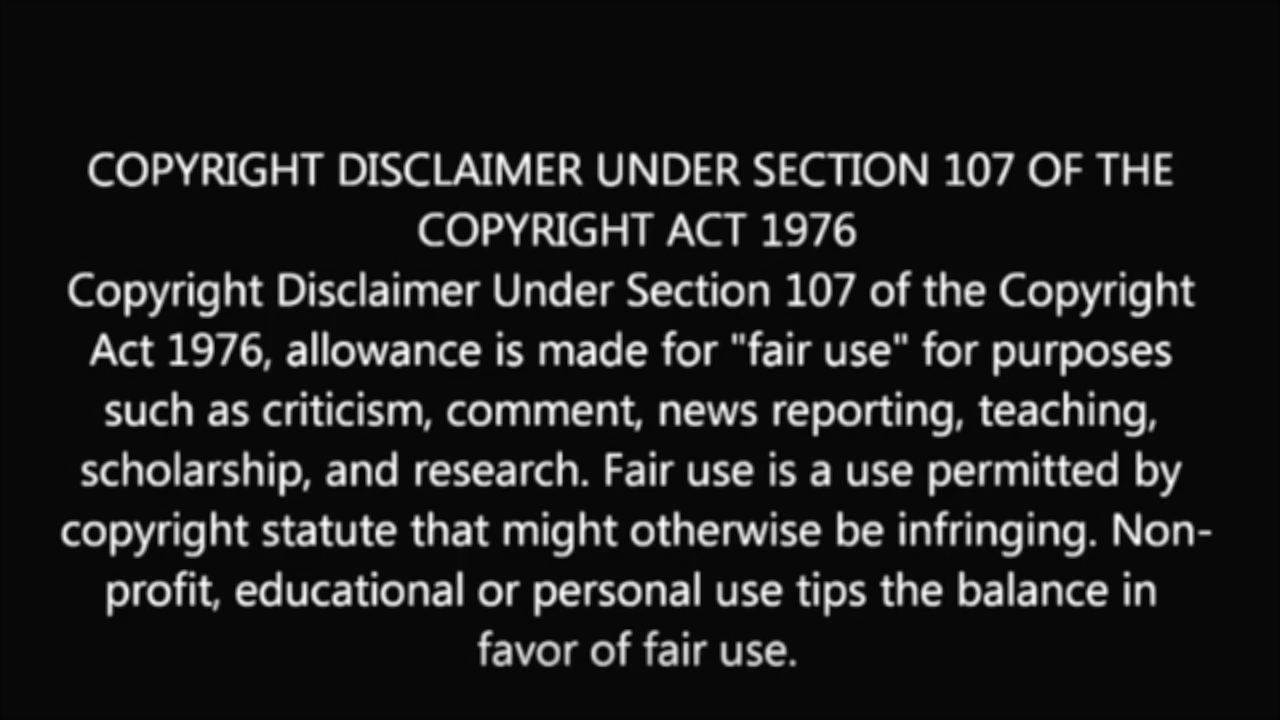 COPYRIGHT DISCLAIMER UNDER SECTION 107 OF THE
COPYRIGHT ACT 1976
Copyright Disclaimer Under Section 107 of the Copyright
Act 1976, allowance is made for "fair use" for purposes
such as criticism, comment, news reporting, teaching,
scholarship, and research. Fair use is a use permitted by
copyright statute that might otherwise be infringing. Non-
profit, educational or personal use tips the balance in
favor of fair use.